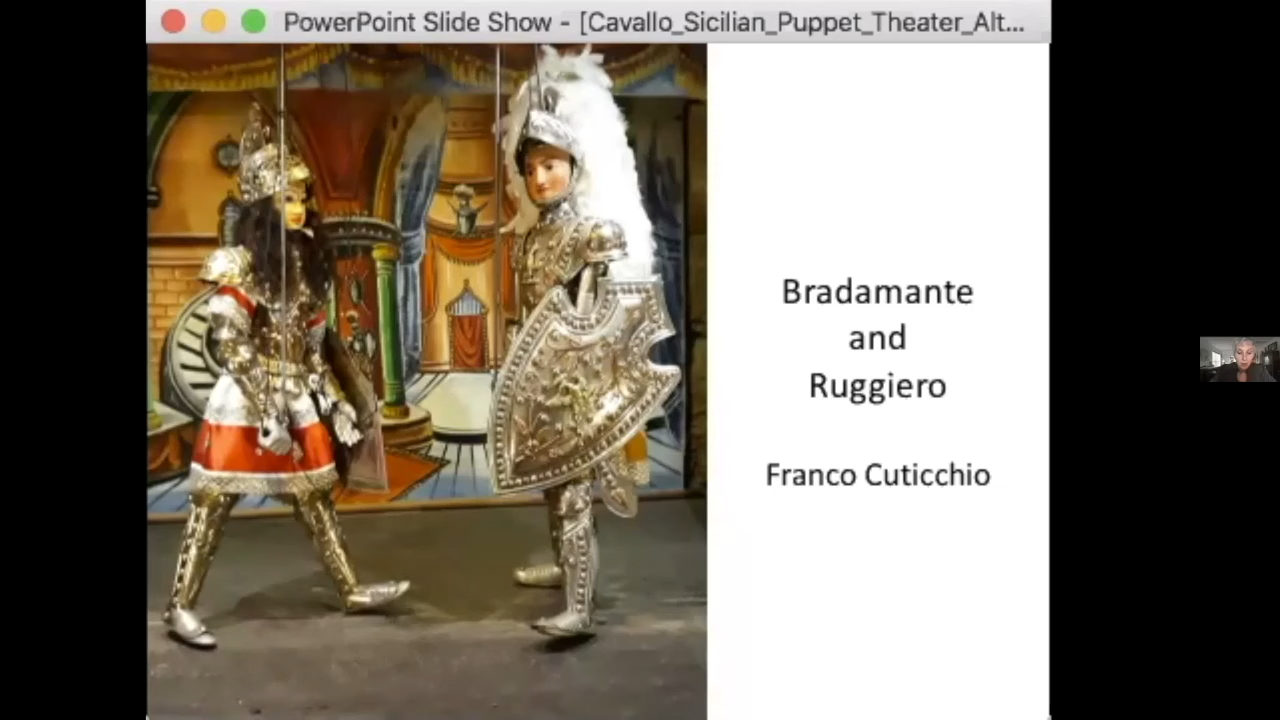 PowerPoint Slide Show - [Cavallo_Sicilian_Puppet_Theater_Alt...
Bradamante
and
Ruggiero
Franco Cuticchio